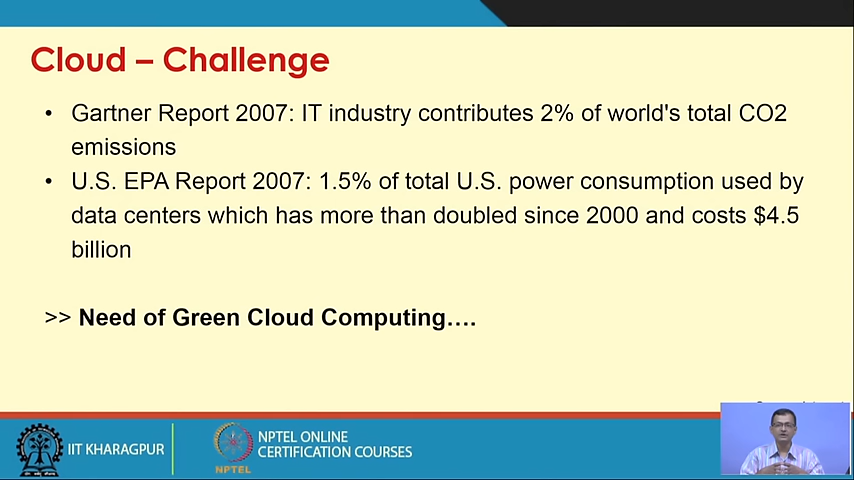 Cloud – Challenge
• Gartner Report 2007: IT industry contributes 2% of world's total CO2
emissions
• U.S. EPA Report 2007: 1.5% of total U.S. power consumption used by
data centers which has more than doubled since 2000 and costs $4.5
billion
>> Need of Green Cloud Computing....
IIT KHARAGPUR
NPTEL
NPTEL ONLINE
CERTIFICATION COURSES